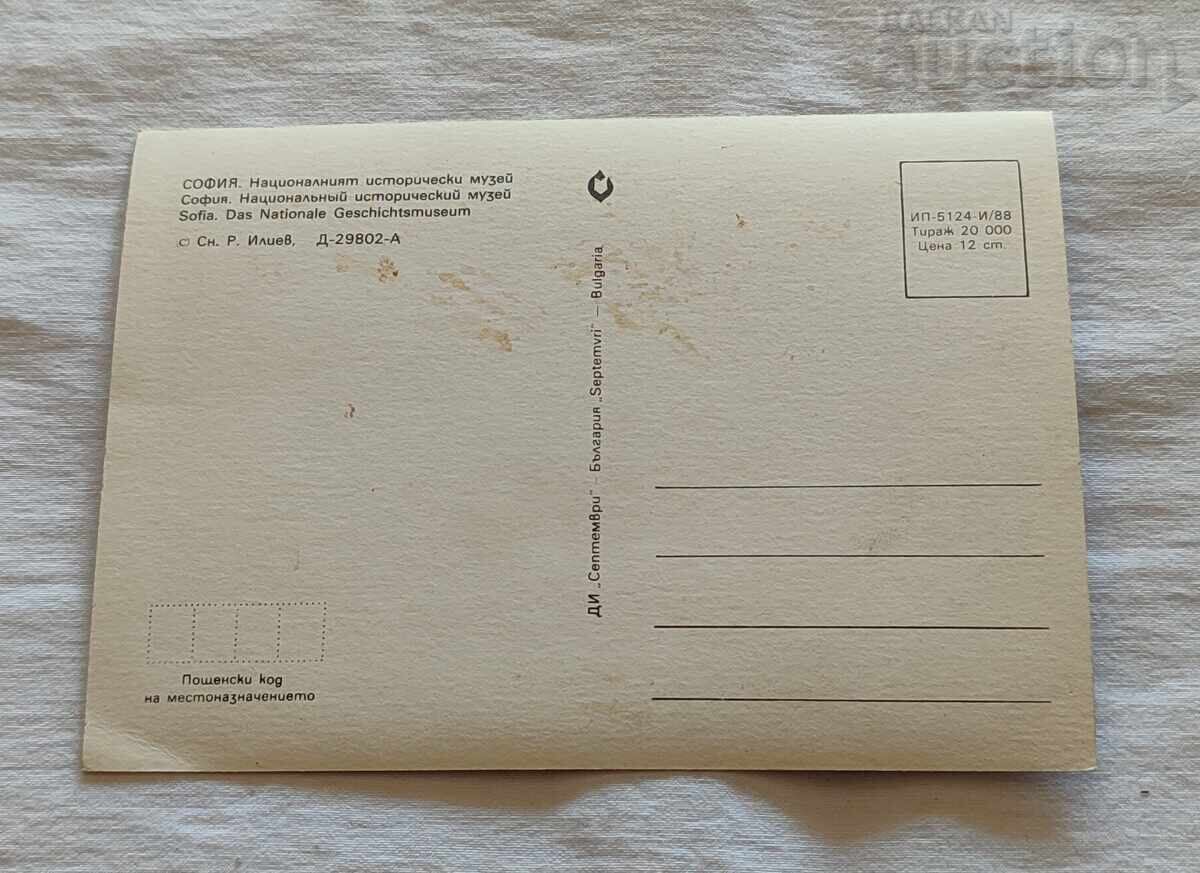 BALKAN
auction
СОФИЯ. Националният исторически музей
София. Национальный исторический музей
Sofia. Das Nationale Geschichtsmuseum
© Сн. Р. Илиев, Д-29802-А
ДИ „Септември" – България „Septemvri" – Bulgaria
ИП-5124-И/88
Тираж 20 000
Цена 12 ст.
Пощенски код
на местоназначението